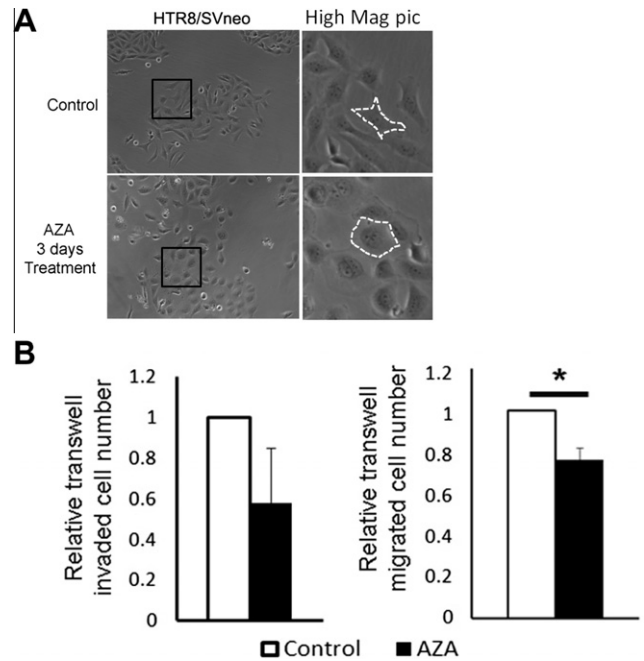 A
HTR8/SVneo
High Mag pic
Control
AZA
3 days
Treatment
B
Relative transwell
invaded cell number
1.2
1
0.8
0.6
0.4
0.2
0
Relative transwell
migrated cell number
1.2
1
0.8
0.6
0.4
0.2
0
*
Control
AZA